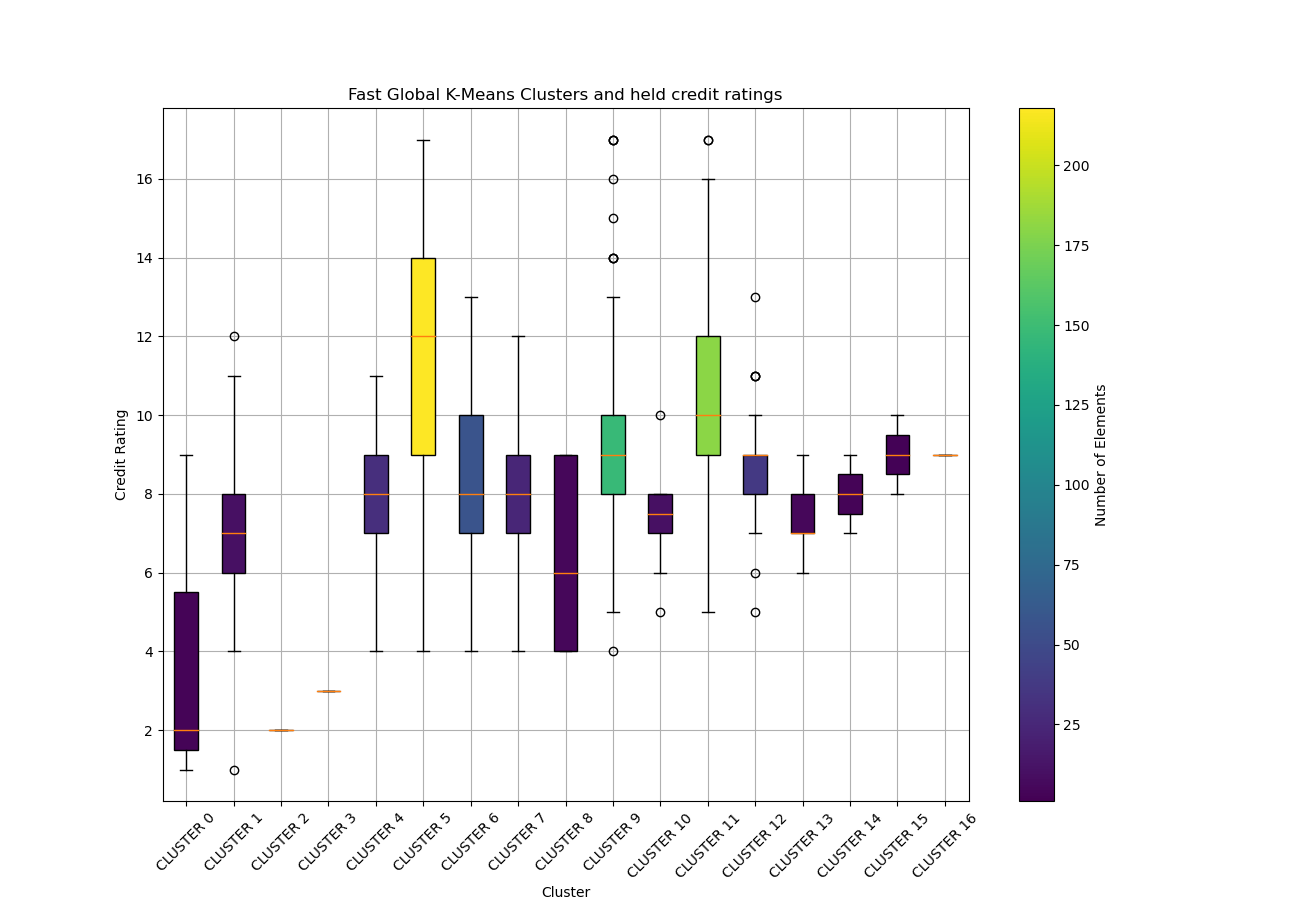 Fast Global K-Means Clusters and held credit ratings
Credit Rating
16
14
12
10
8
6
4
2
CLUSTER 0
CLUSTER 1
CLUSTER 2
CLUSTER 3
CLUSTER 4
CLUSTER 5
CLUSTER 6
CLUSTER 7
CLUSTER 8
CLUSTER 9
CLUSTER 10
CLUSTER 11
CLUSTER 12
CLUSTER 13
CLUSTER 14
CLUSTER 15
CLUSTER 16
Cluster
200
175
150
125
100
75
50
25
Number of Elements